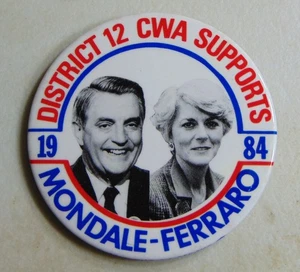 DISTRICT 12 CWA SUPPORTS
19 84
MONDALE-FERRARO